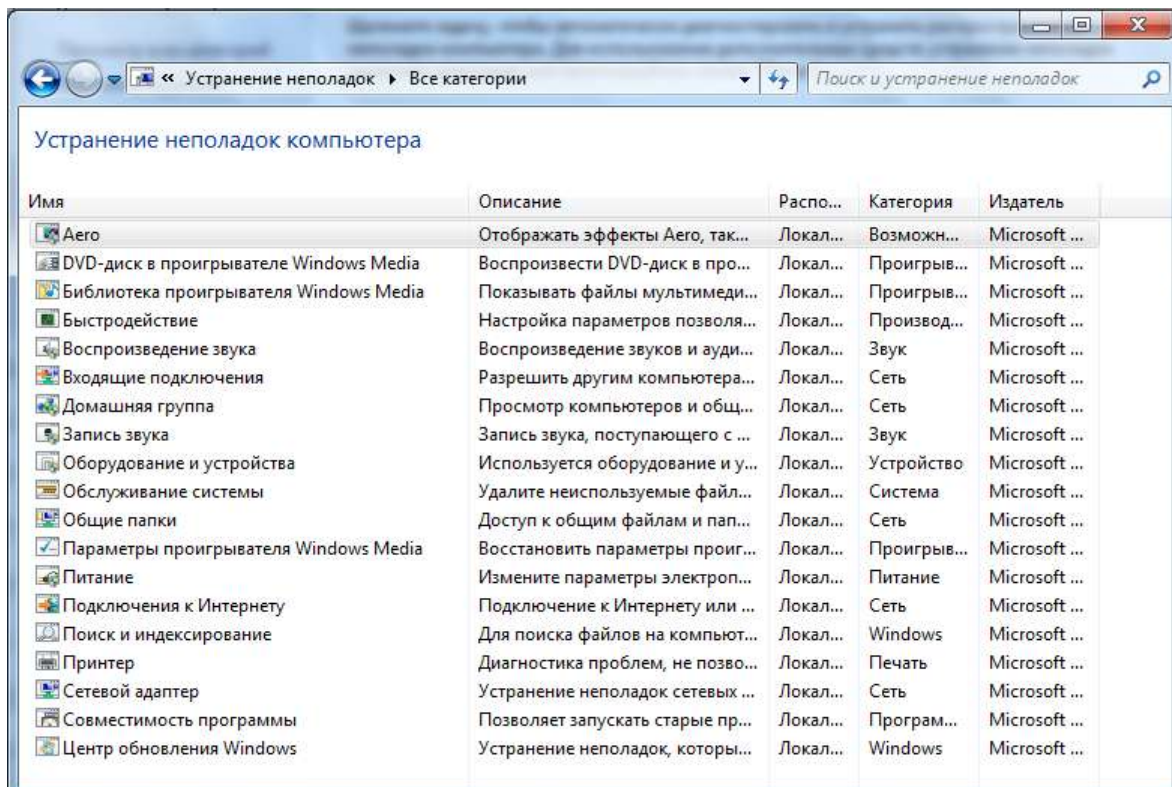 « Устранение неполадок ▸ Все категории
Поиск и устранение неполадок
Устранение неполадок компьютера
Имя Описание Распо... Категория Издатель
Aero Отображать эффекты Aero, так... Локал... Возможн... Microsoft ...
DVD-диск в проигрывателе Windows Media Воспроизвести DVD-диск в про... Локал... Проигрыв... Microsoft ...
Библиотека проигрывателя Windows Media Показывать файлы мультимеди... Локал... Проигрыв... Microsoft ...
Быстродействие Настройка параметров позволя... Локал... Производ... Microsoft ...
Воспроизведение звука Воспроизведение звуков и ауди... Локал... Звук Microsoft ...
Входящие подключения Разрешить другим компьютера... Локал... Сеть Microsoft ...
Домашняя группа Просмотр компьютеров и общ... Локал... Сеть Microsoft ...
Запись звука Запись звука, поступающего с ... Локал... Звук Microsoft ...
Оборудование и устройства Используется оборудование и у... Локал... Устройство Microsoft ...
Обслуживание системы Удалите неиспользуемые файл... Локал... Система Microsoft ...
Общие папки Доступ к общим файлам и пап... Локал... Сеть Microsoft ...
Параметры проигрывателя Windows Media Восстановить параметры проиг... Локал... Проигрыв... Microsoft ...
Питание Измените параметры электроп... Локал... Питание Microsoft ...
Подключения к Интернету Подключение к Интернету или ... Локал... Сеть Microsoft ...
Поиск и индексирование Для поиска файлов на компьют... Локал... Windows Microsoft ...
Принтер Диагностика проблем, не позво... Локал... Печать Microsoft ...
Сетевой адаптер Устранение неполадок сетевых ... Локал... Сеть Microsoft ...
Совместимость программы Позволяет запускать старые пр... Локал... Програм... Microsoft ...
Центр обновления Windows Устранение неполадок, которы... Локал... Windows Microsoft ...